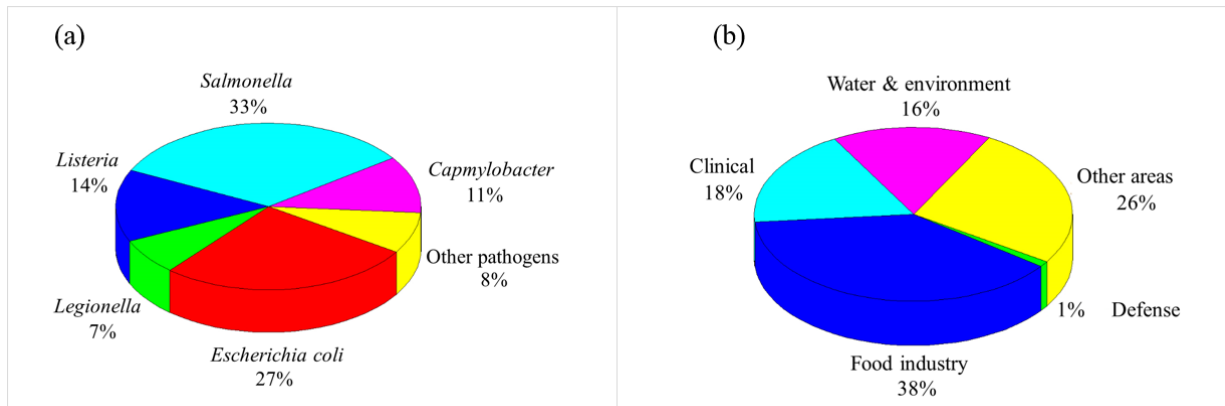 (a)
Salmonella
33%
Listeria
14%
Capmylobacter
11%
Other pathogens
8%
Legionella
7%
Escherichia coli
27%
(b)
Water & environment
16%
Clinical
18%
Other areas
26%
1% Defense
Food industry
38%